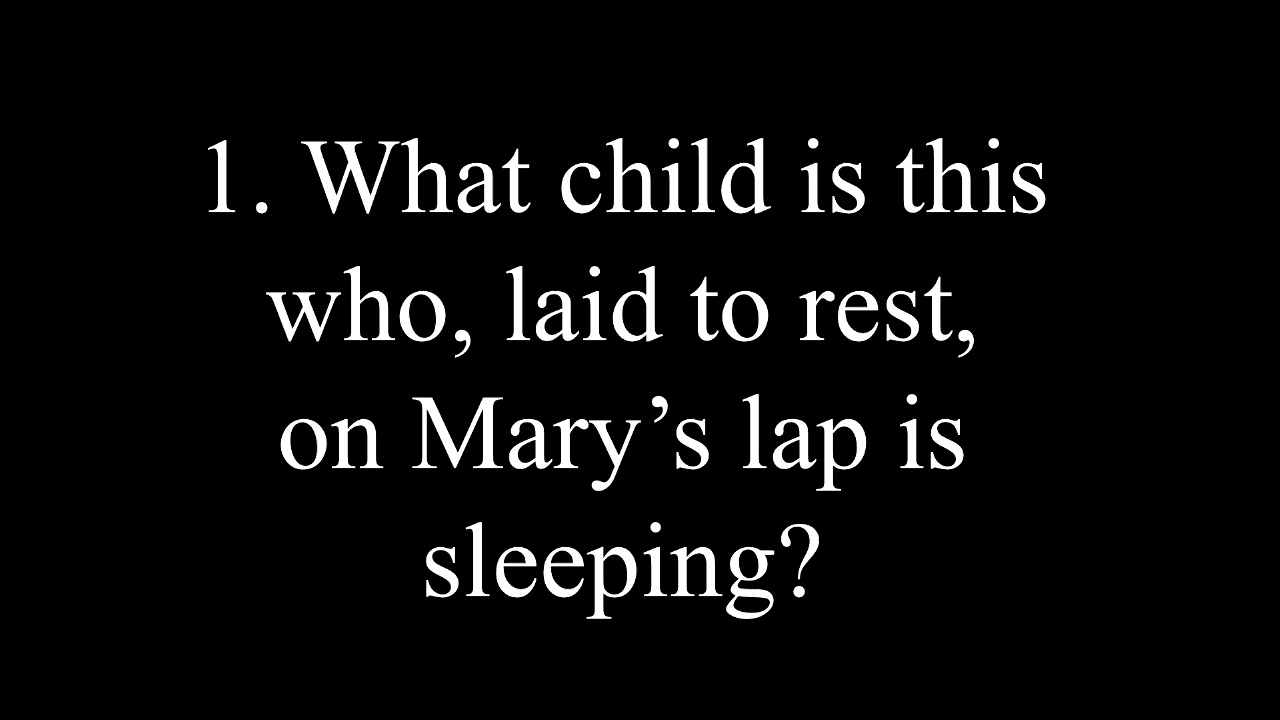 1. What child is this
who, laid to rest,
on Mary’s lap is
sleeping?